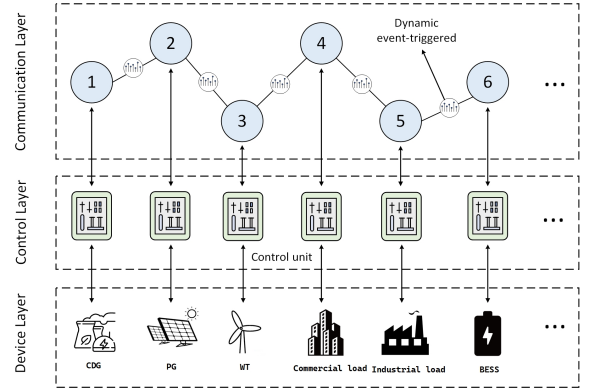 Communication Layer
Dynamic
event-triggered
1
2
3
4
5
6
...
Control Layer
...
Control unit
Device Layer
...
CDG
PG
WT
Commercial load
Industrial load
BESS